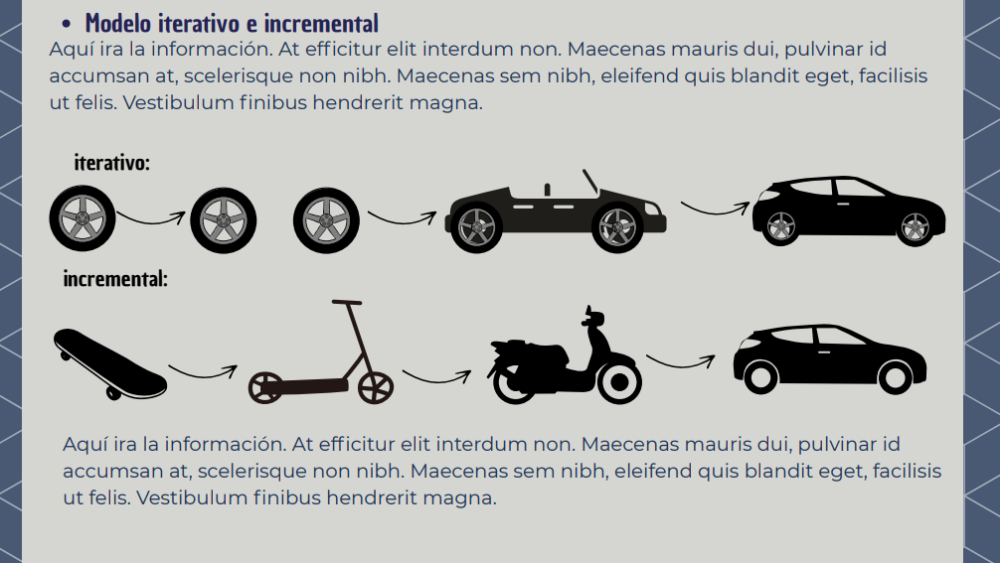 • Modelo iterativo e incremental
Aquí ira la información. At efficitur elit interdum non. Maecenas mauris dui, pulvinar id
accumsan at, scelerisque non nibh. Maecenas sem nibh, eleifend quis blandit eget, facilisis
ut felis. Vestibulum finibus hendrerit magna.
iterativo:
incremental:
Aquí ira la información. At efficitur elit interdum non. Maecenas mauris dui, pulvinar id
accumsan at, scelerisque non nibh. Maecenas sem nibh, eleifend quis blandit eget, facilisis
ut felis. Vestibulum finibus hendrerit magna.